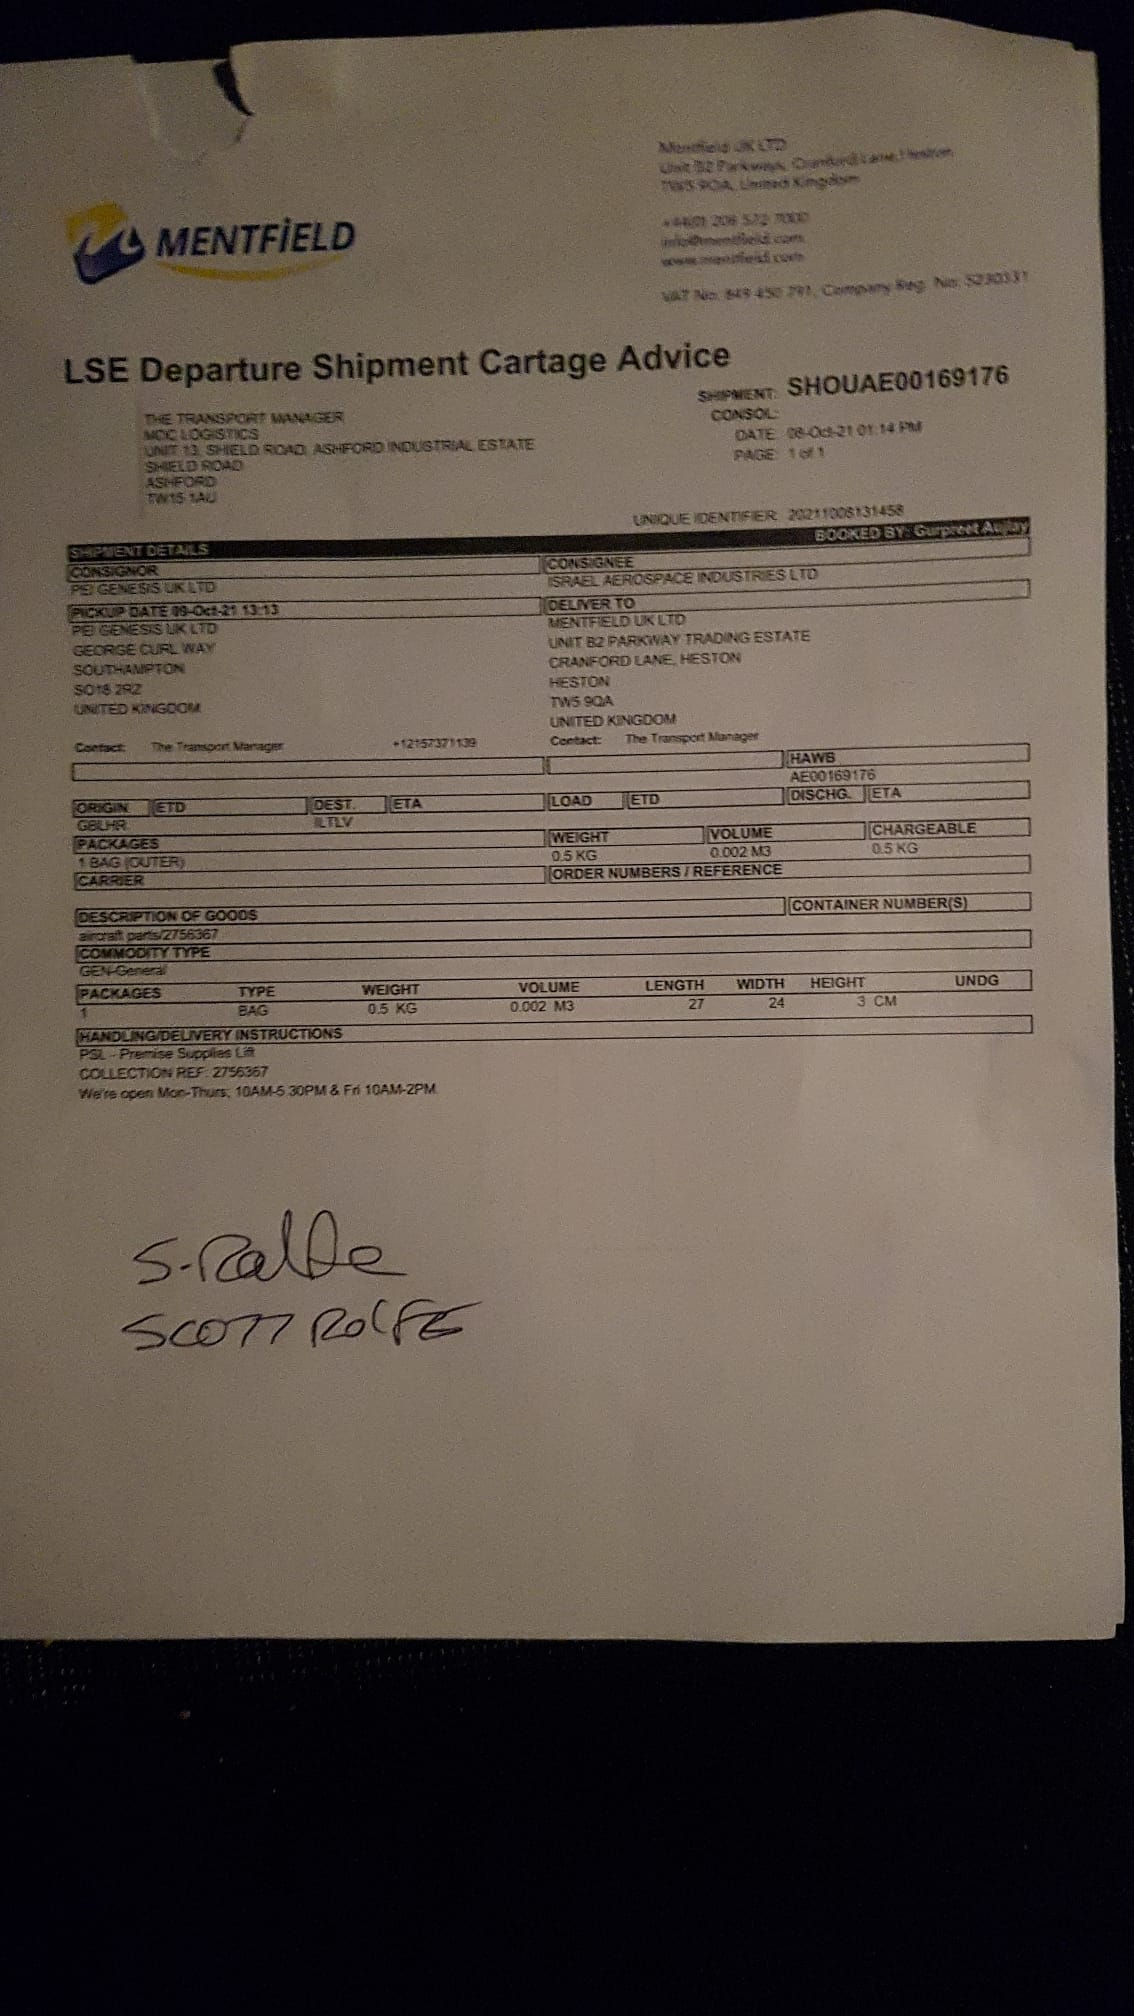 MENTFiELD
Mentfield UK LTD
Unit B2 Parkways, Cranford Lane, Heston
TW5 9QA, United Kingdom
+44(0) 208 572 7000
info@mentfield.com
www.mentfield.com
VAT No: 649 450 791, Company Reg. No: 5230331
LSE Departure Shipment Cartage Advice
SHIPMENT: SHOUAE00169176
CONSOL:
DATE: 08-Oct-21 01:14 PM
PAGE: 1 of 1
THE TRANSPORT MANAGER
MCC LOGISTICS
UNIT 13, SHIELD ROAD, ASHFORD INDUSTRIAL ESTATE
SHIELD ROAD
ASHFORD
TW15 1AU
UNIQUE IDENTIFIER: 20211008131458
SHIPMENT DETAILS BOOKED BY: Gurpreet Aujlay
CONSIGNOR CONSIGNEE
PEI GENESIS UK LTD ISRAEL AEROSPACE INDUSTRIES LTD
PICKUP DATE 09-Oct-21 13:13 DELIVER TO
PEI GENESIS UK LTD MENTFIELD UK LTD
GEORGE CURL WAY UNIT B2 PARKWAY TRADING ESTATE
SOUTHAMPTON CRANFORD LANE, HESTON
SO18 2RZ HESTON
UNITED KINGDOM TW5 9QA
UNITED KINGDOM
Contact: The Transport Manager +12157371139 Contact: The Transport Manager
HAWB
AE00169176
ORIGIN ETD DEST. ETA LOAD ETD DISCHG. ETA
GBLHR ILTLV
PACKAGES WEIGHT VOLUME CHARGEABLE
1 BAG (OUTER) 0.5 KG 0.002 M3 0.5 KG
CARRIER ORDER NUMBERS / REFERENCE
DESCRIPTION OF GOODS CONTAINER NUMBER(S)
aircraft parts/2756367
COMMODITY TYPE
GEN-General
PACKAGES TYPE WEIGHT VOLUME LENGTH WIDTH HEIGHT UNDG
1 BAG 0.5 KG 0.002 M3 27 24 3 CM
HANDLING/DELIVERY INSTRUCTIONS
PSL - Premise Supplies Lift
COLLECTION REF: 2756367
We're open Mon-Thurs; 10AM-5.30PM & Fri 10AM-2PM.
SCOTT ROLFE